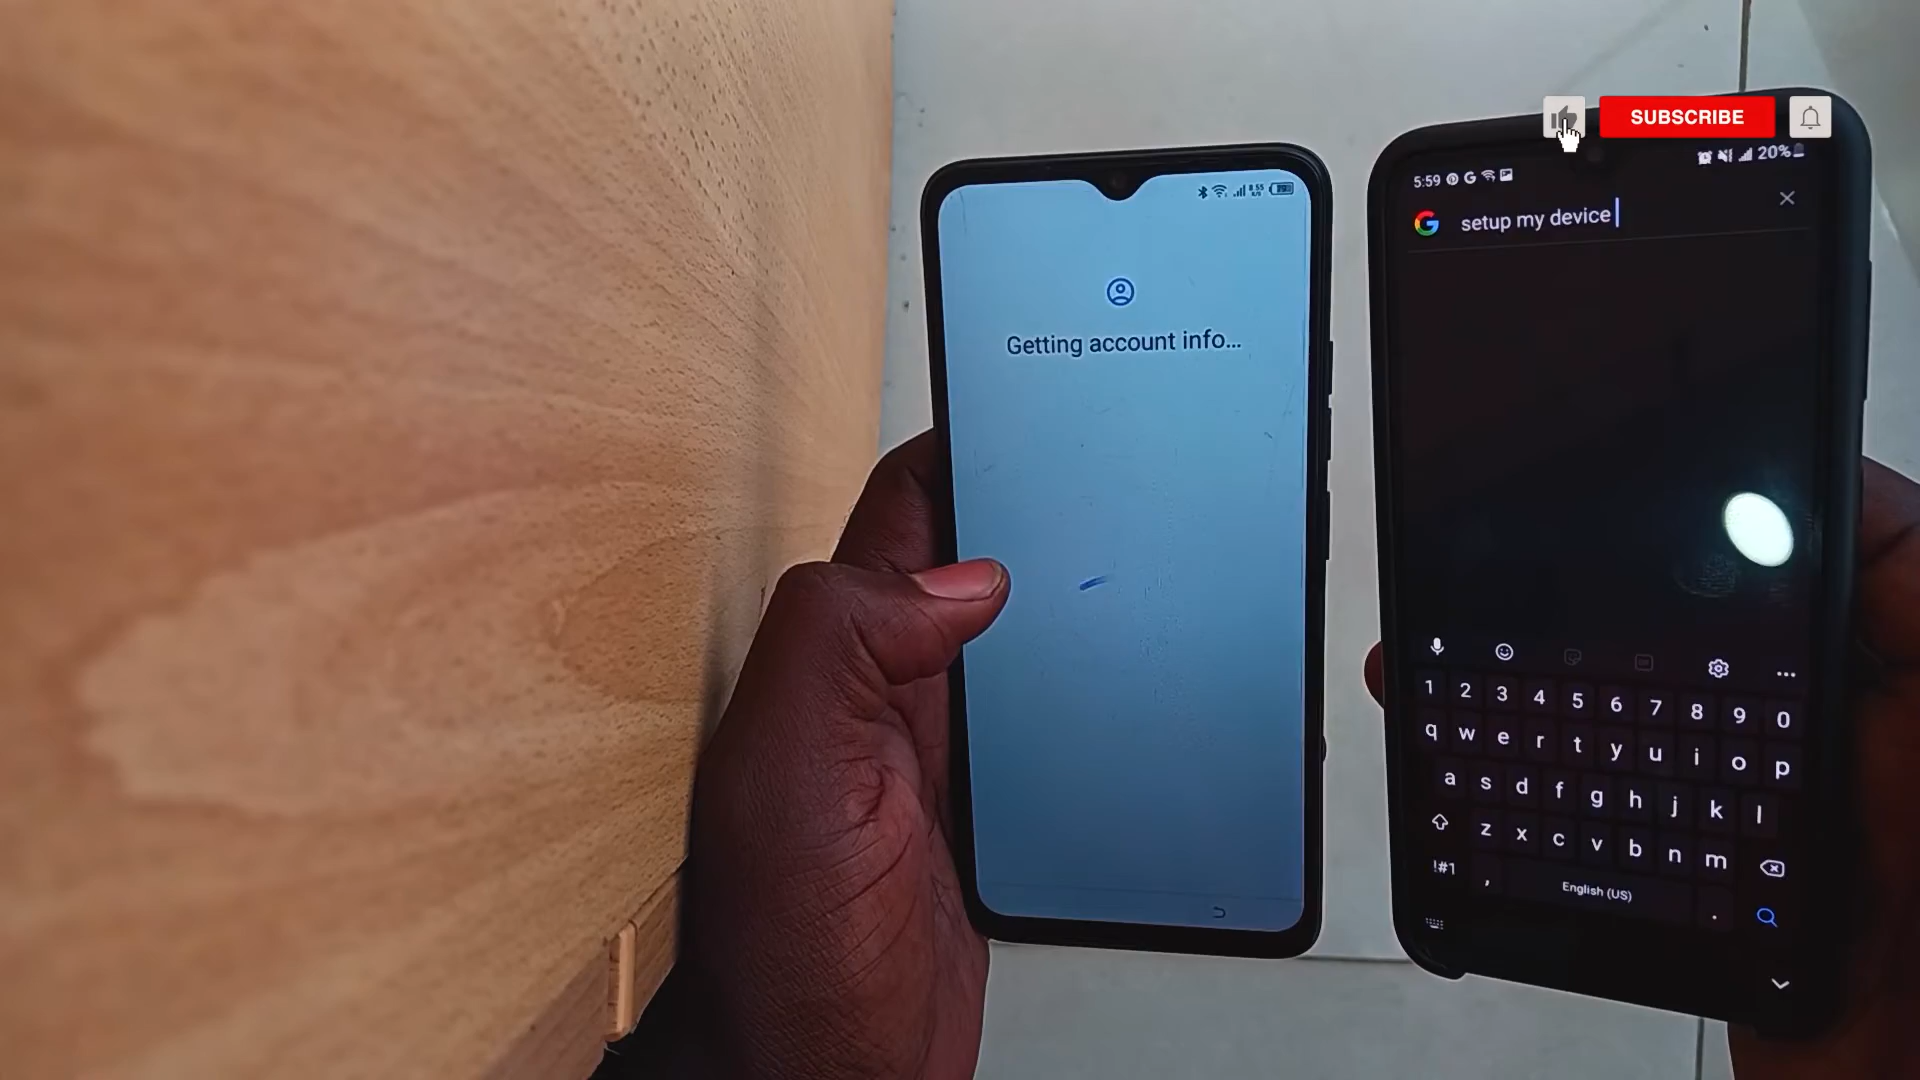 SUBSCRIBE
Getting account info...
5:59
20%
setup my device
1 2 3 4 5 6 7 8 9 0
q w e r t y u i o p
a s d f g h j k l
z x c v b n m
!#1 , English (US) .